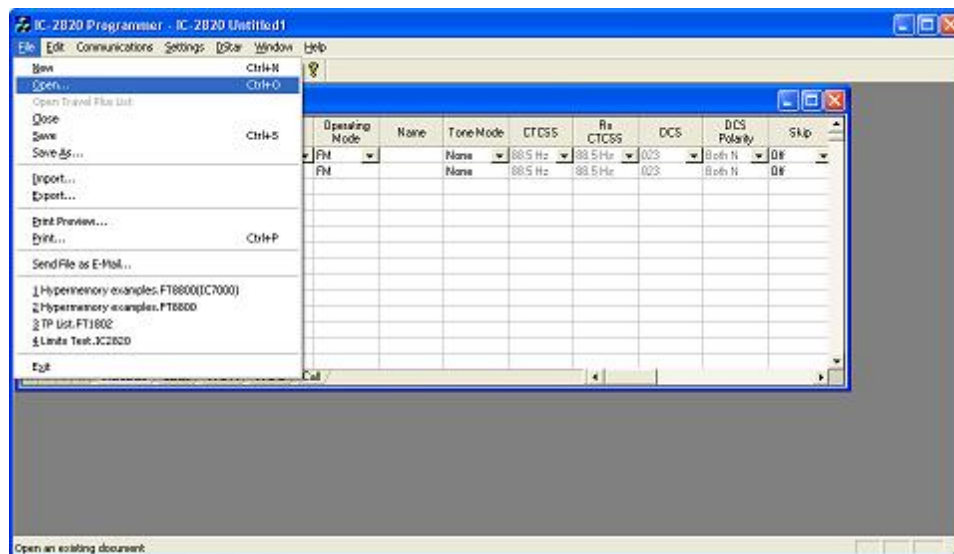 IC-2820 Programmer - IC-2820 Untitled1
File Edit Communications Settings DStar Window Help
New Ctrl+N
Open... Ctrl+O
Open Travel Plus List
Close
Save Ctrl+S
Save As...
Import...
Export...
Print Preview...
Print... Ctrl+P
Send File as E-Mail...
1 Hypermemory examples.FT8800(IC7000)
2 Hypermemory examples.FT8800
3 TP List.FT1802
4 Limits Test.IC2820
Exit
Operating Mode Name Tone Mode CTCSS Rx CTCSS DCS DCS Polarity Skip
FM None 88.5 Hz 88.5 Hz 023 Both N Off
FM None 88.5 Hz 88.5 Hz 023 Both N Off
Call
Open an existing document